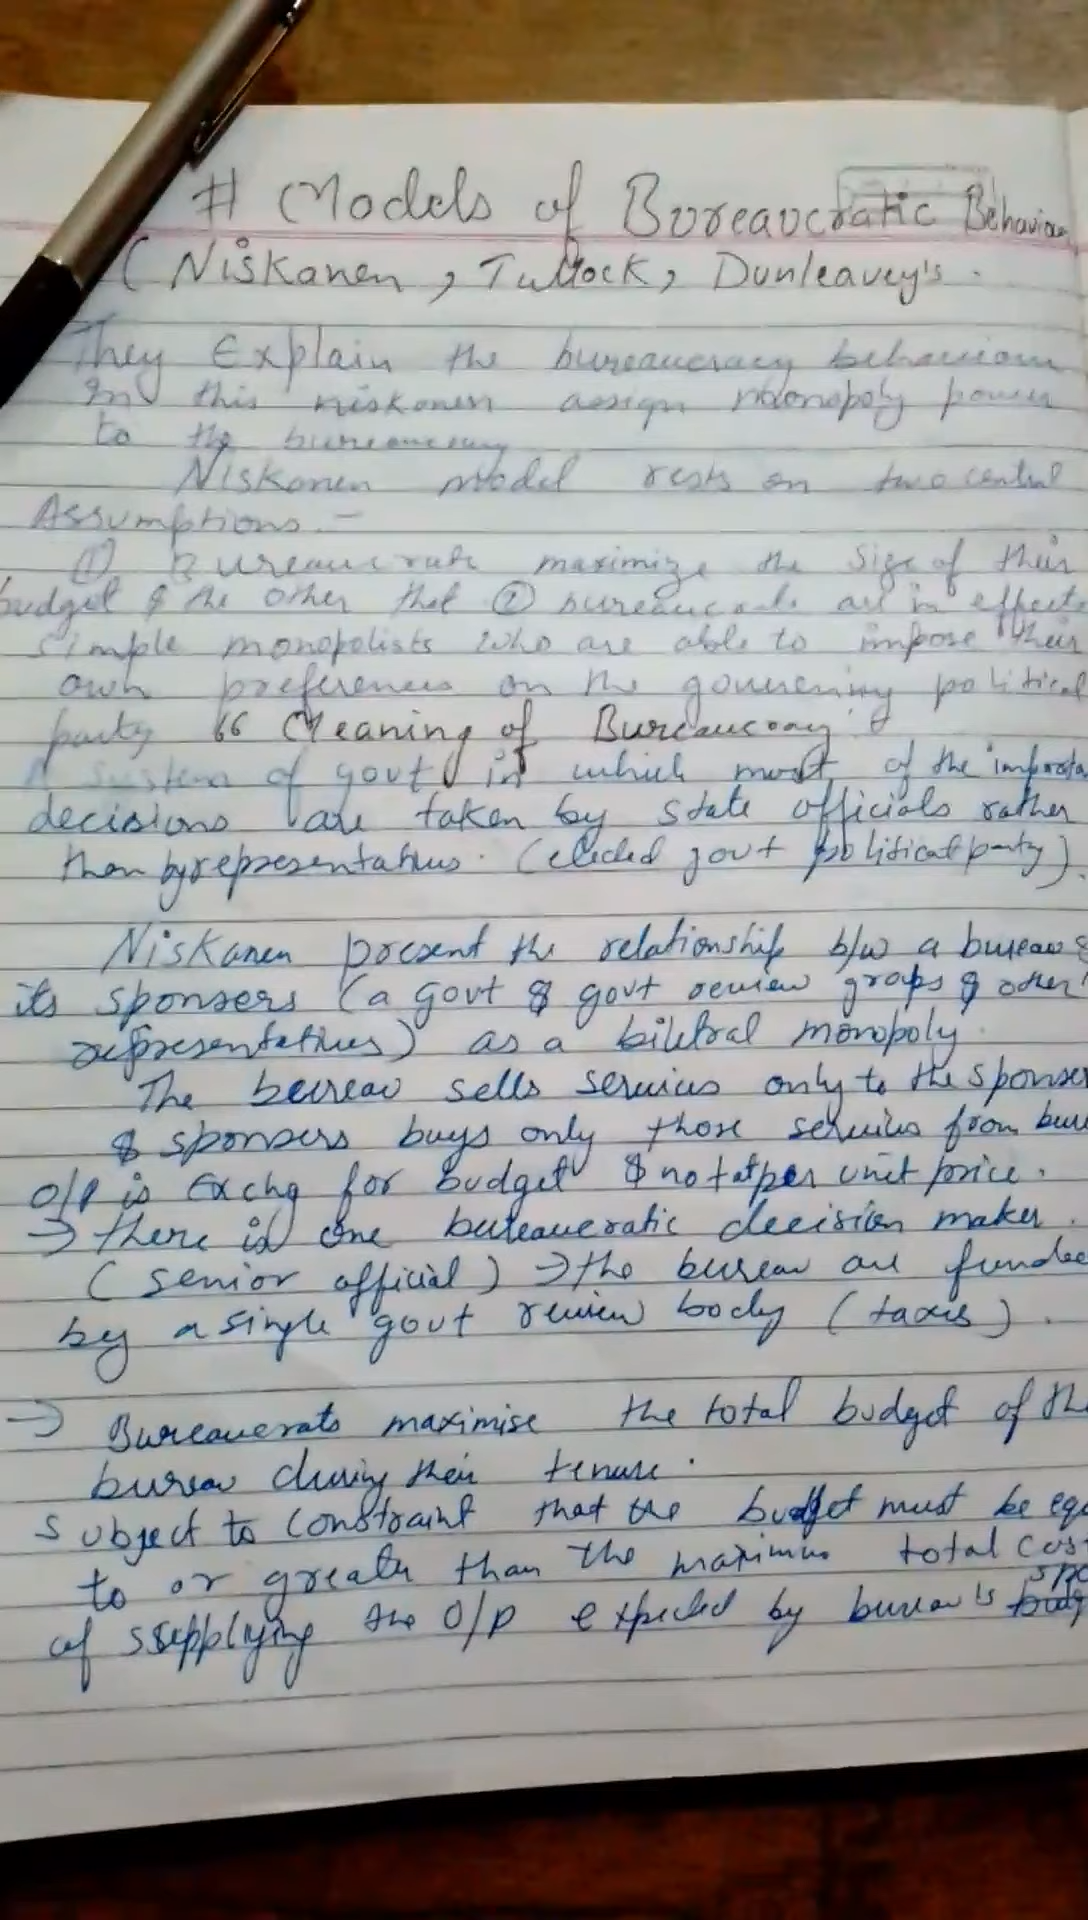 # Models of Bureaucratic Behaviour
( Niskanen , Tullock, Dunleavey's .
They Explain the bureaucracy behaviour
In this niskanen assign monopoly power
to the bureaucracy
Niskanen model rests on two central
Assumptions. -
① Bureaucrats maximize the size of their
budget & the other that ② bureaucrats are in effect
simple monopolists who are able to impose their
own preferences on the governing political
party "Meaning of Bureaucracy"
A system of govt in which most of the importa
decisions are taken by state officials rather
than by representatives. (elected govt political party).
Niskanen present the relationship b/w a bureau &
its sponsers (a govt & govt review groups & other
representatives) as a biletral monopoly.
The bureau sells services only to the sponser
& sponsers buys only those services from bure
O/P is Exchg for budget & not at per unit price.
→ there is one bureaucratic decision maker.
( senior official ) → the bureau are funded
by a single govt review body ( taxes ) .
→ Bureaucrats maximise the total budget of the
bureau during their tenure .
Subject to constraint that the budget must be equ
to or greater than the maximum total cos
of supplying the O/P expected by bureau's spo